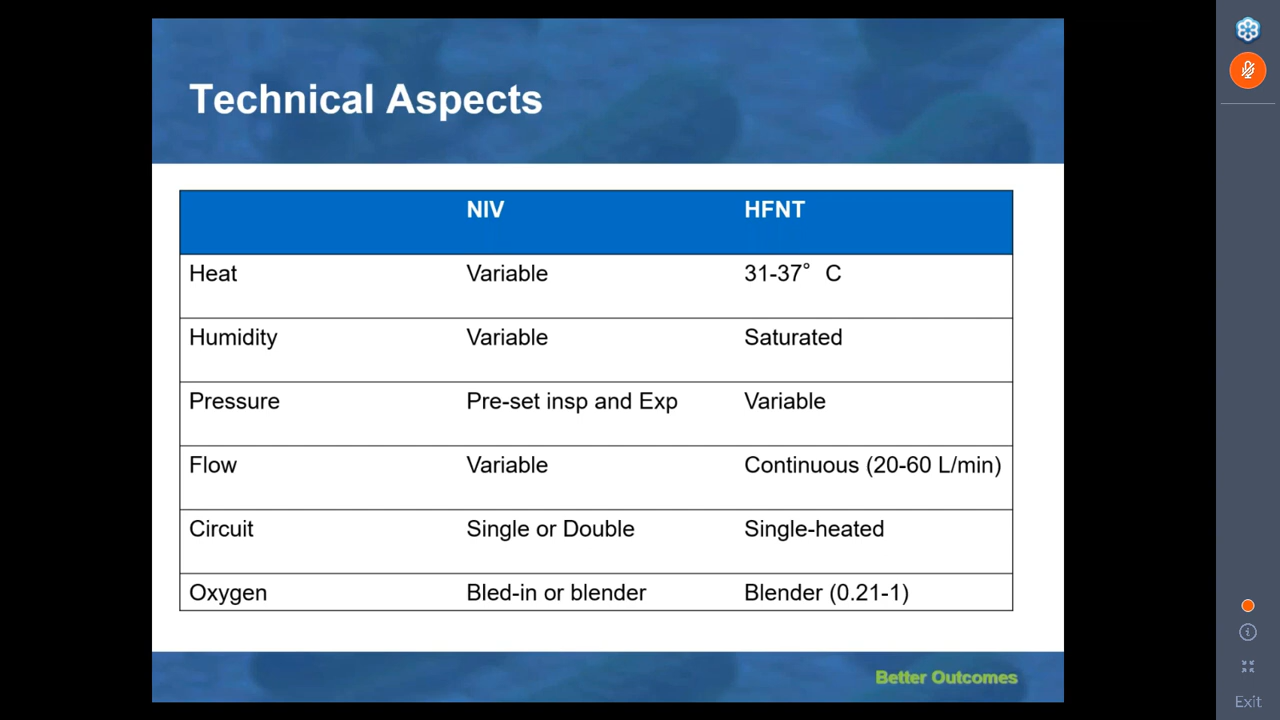 Technical Aspects
NIV HFNT
Heat Variable 31-37° C
Humidity Variable Saturated
Pressure Pre-set insp and Exp Variable
Flow Variable Continuous (20-60 L/min)
Circuit Single or Double Single-heated
Oxygen Bled-in or blender Blender (0.21-1)
Better Outcomes
Exit